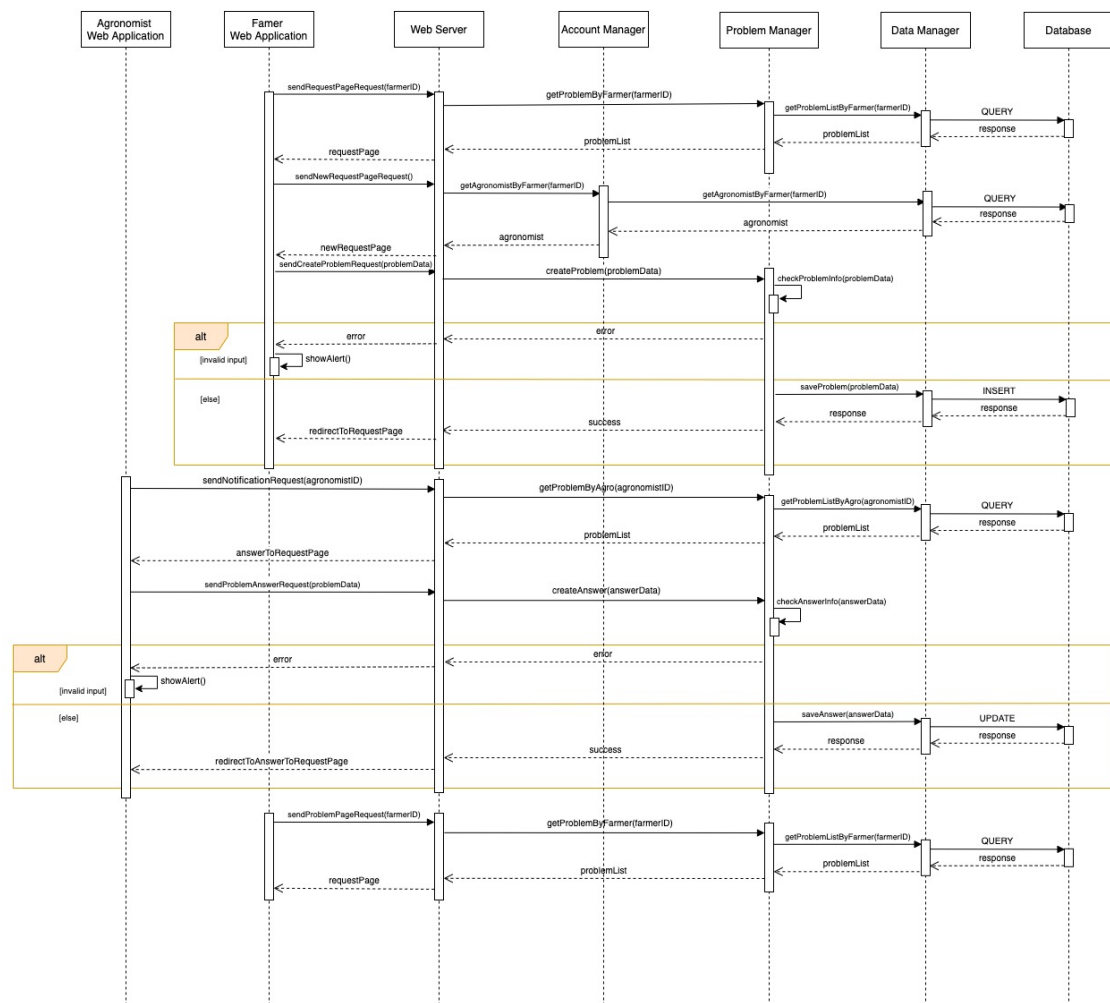 Agronomist
Web Application
Famer
Web Application
Web Server
Account Manager
Problem Manager
Data Manager
Database
sendRequestPageRequest(farmerID)
getProblemByFarmer(farmerID)
getProblemListByFarmer(farmerID)
QUERY
response
problemList
problemList
requestPage
sendNewRequestPageRequest()
getAgronomistByFarmer(farmerID)
getAgronomistByFarmer(farmerID)
QUERY
response
agronomist
agronomist
newRequestPage
sendCreateProblemRequest(problemData)
createProblem(problemData)
checkProblemInfo(problemData)
alt
error
error
[invalid input]
showAlert()
[else]
saveProblem(problemData)
INSERT
response
response
success
redirectToRequestPage
sendNotificationRequest(agronomistID)
getProblemByAgro(agronomistID)
getProblemListByAgro(agronomistID)
QUERY
response
problemList
problemList
answerToRequestPage
sendProblemAnswerRequest(problemData)
createAnswer(answerData)
checkAnswerInfo(answerData)
alt
error
error
showAlert()
[invalid input]
[else]
saveAnswer(answerData)
UPDATE
response
response
success
redirectToAnswerToRequestPage
sendProblemPageRequest(farmerID)
getProblemByFarmer(farmerID)
getProblemListByFarmer(farmerID)
QUERY
response
problemList
problemList
requestPage